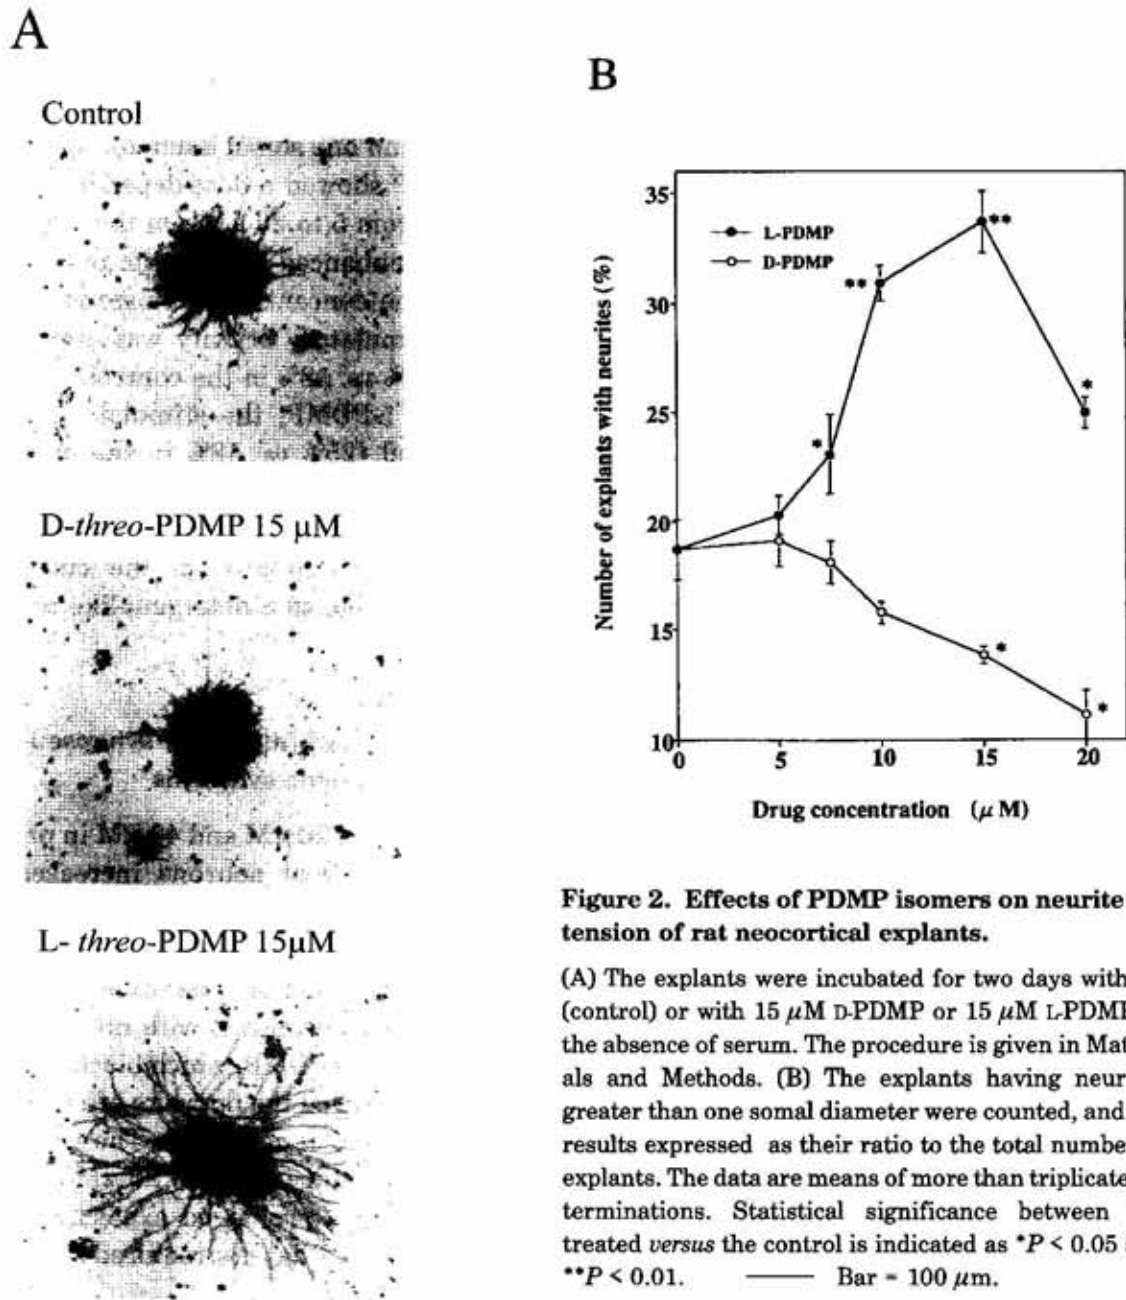 A
Control
D-threo-PDMP 15 μM
L- threo-PDMP 15μM
B
Number of explants with neurites (%)
35
30
25
20
15
10
L-PDMP
D-PDMP
**
**
*
*
*
*
0
5
10
15
20
Drug concentration (μ M)
Figure 2. Effects of PDMP isomers on neurite
tension of rat neocortical explants.
(A) The explants were incubated for two days with
(control) or with 15 μM D-PDMP or 15 μM L-PDMP
the absence of serum. The procedure is given in Mat
als and Methods. (B) The explants having neur
greater than one somal diameter were counted, and
results expressed as their ratio to the total numbe
explants. The data are means of more than triplicate
terminations. Statistical significance between
treated versus the control is indicated as *P < 0.05
**P < 0.01. —— Bar = 100 μm.